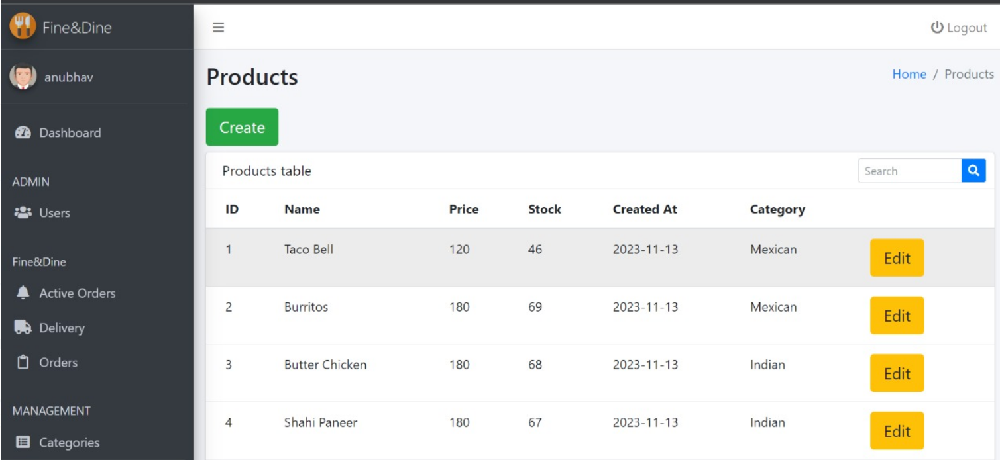 Fine&Dine
Logout
anubhav
Products
Home / Products
Create
Dashboard
Products table
Search
ADMIN
Users
ID Name Price Stock Created At Category
1 Taco Bell 120 46 2023-11-13 Mexican Edit
Fine&Dine
Active Orders
2 Burritos 180 69 2023-11-13 Mexican Edit
Delivery
Orders
3 Butter Chicken 180 68 2023-11-13 Indian Edit
MANAGEMENT
4 Shahi Paneer 180 67 2023-11-13 Indian Edit
Categories